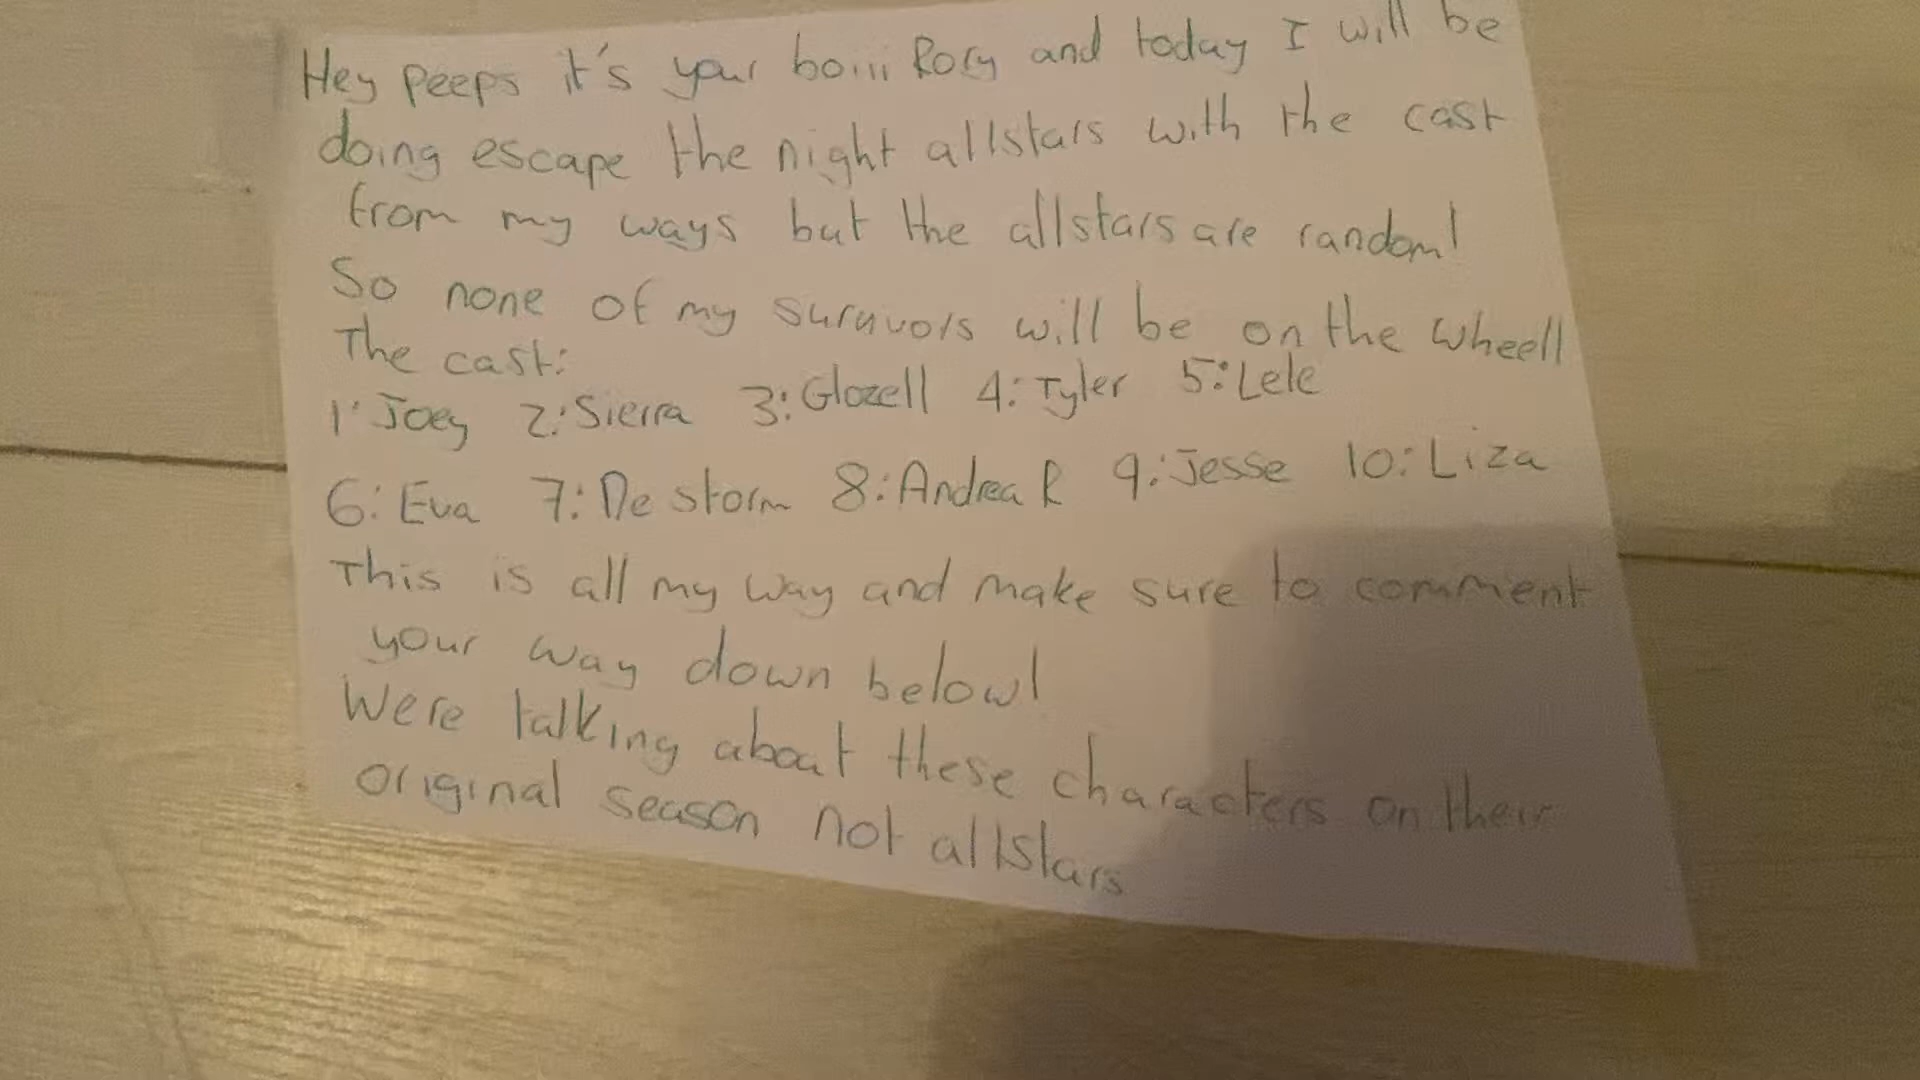 Hey peeps it's your boiii Rory and today I will be
doing escape the night allstars with the cast
from my ways but the allstars are random!
So none of my survivors will be on the wheel!
The cast:
1: Joey 2: Sierra 3: Glozell 4: Tyler 5: Lele
6: Eva 7: De storm 8: Andrea R 9: Jesse 10: Liza
This is all my way and make sure to comment
your way down below!
Were talking about these characters on their
original season not allstars